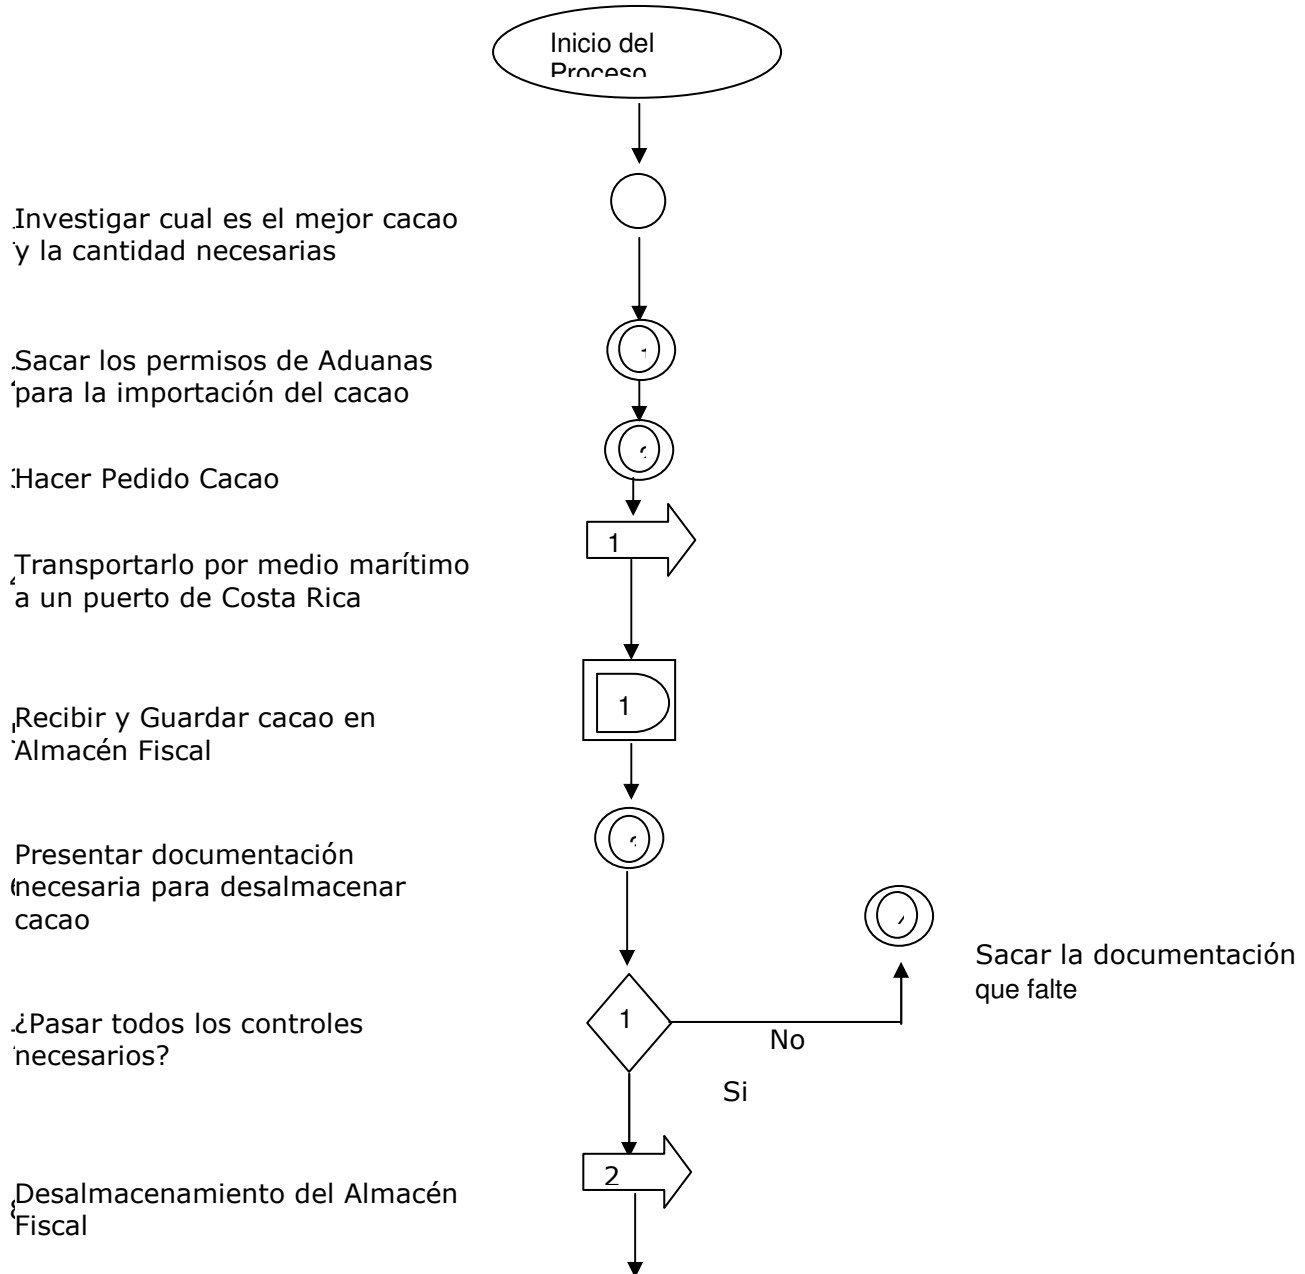 Inicio del
Proceso
Investigar cual es el mejor cacao
y la cantidad necesarias
Sacar los permisos de Aduanas
para la importación del cacao
Hacer Pedido Cacao
1
Transportarlo por medio marítimo
a un puerto de Costa Rica
1
Recibir y Guardar cacao en
Almacén Fiscal
Presentar documentación
necesaria para desalmacenar
cacao
Sacar la documentación
que falte
¿Pasar todos los controles
necesarios?
1
No
Si
2
Desalmacenamiento del Almacén
Fiscal